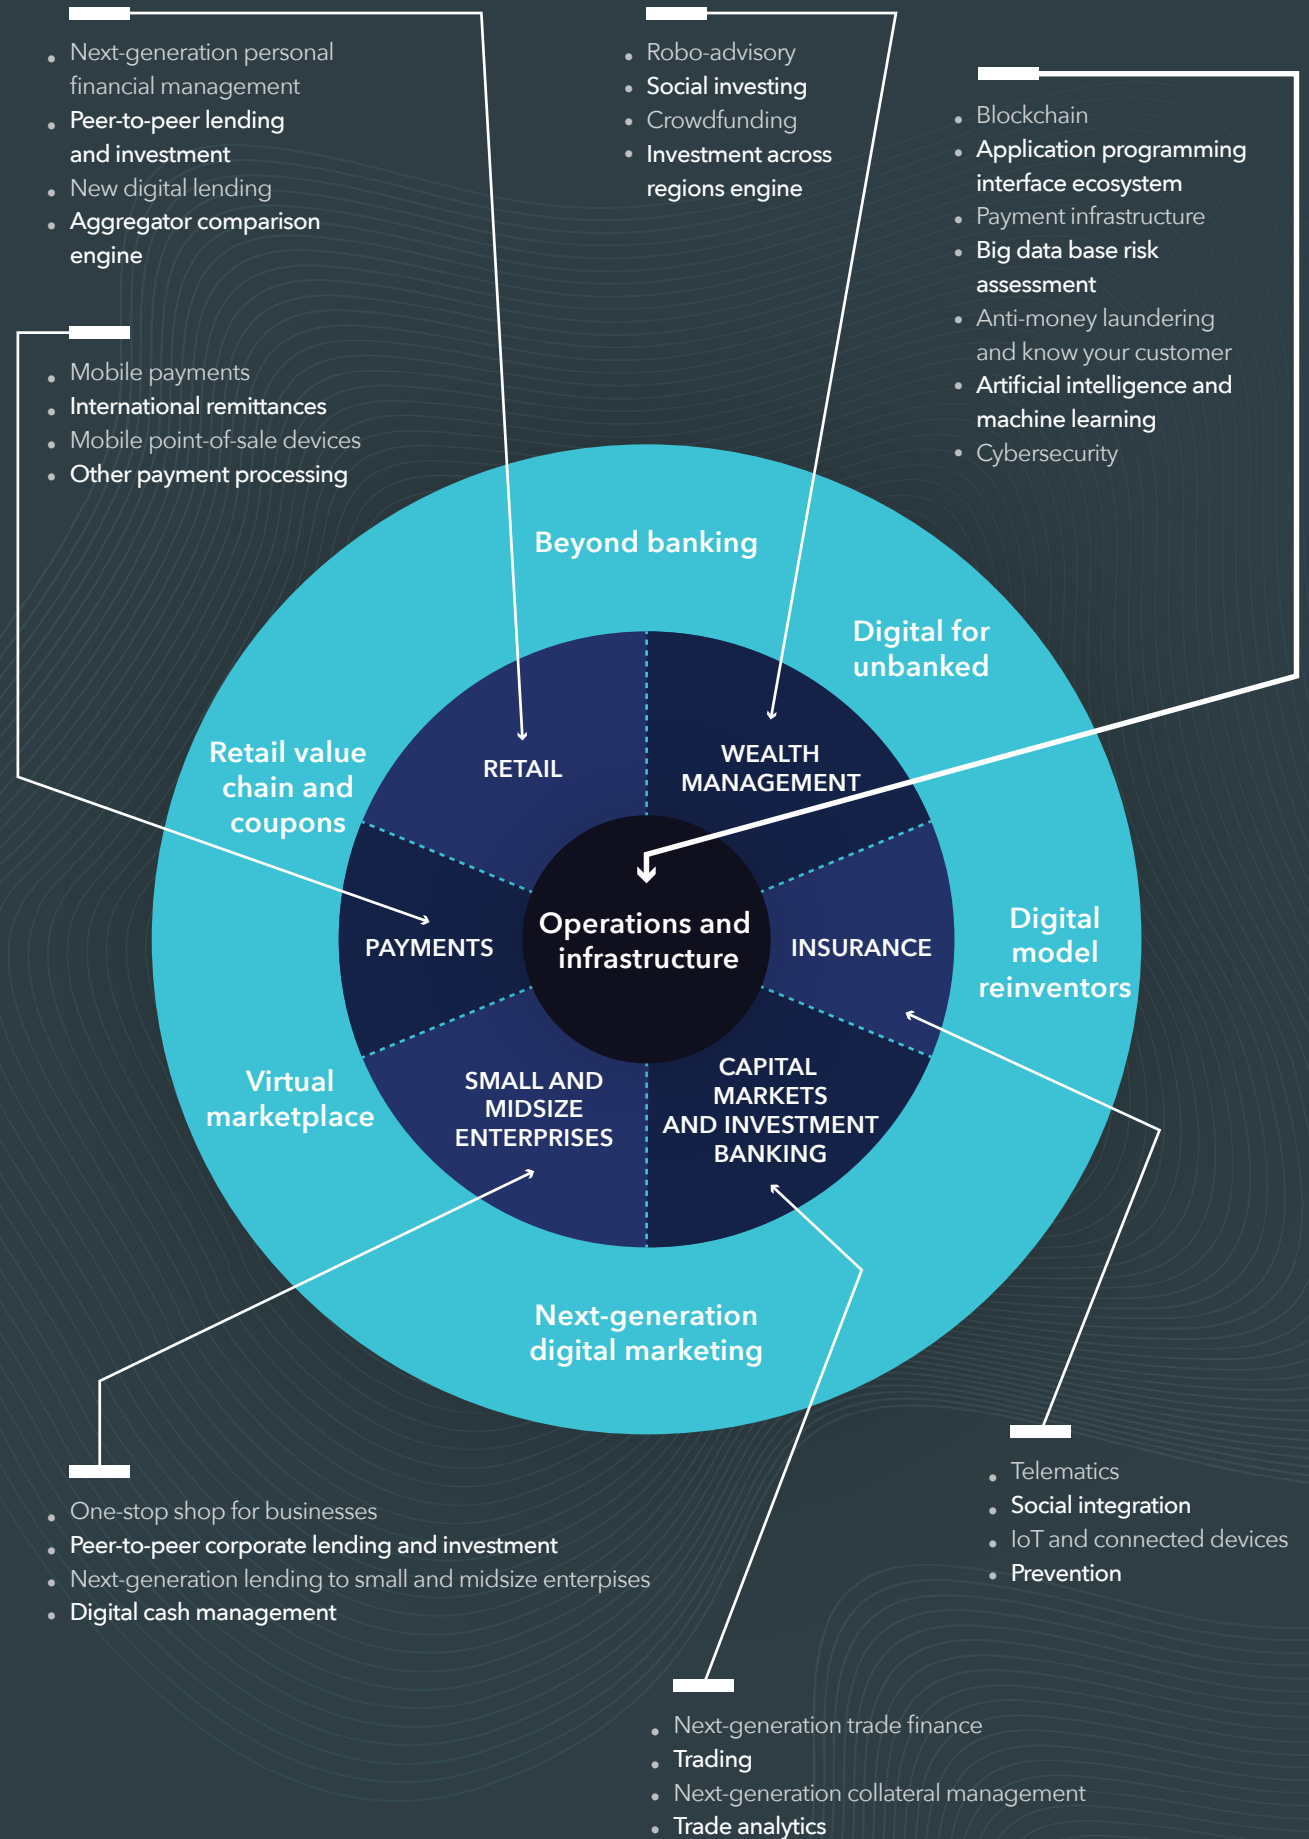 Next-generation personal
financial management
Peer-to-peer lending
and investment
New digital lending
Aggregator comparison
engine
Robo-advisory
Social investing
Crowdfunding
Investment across
regions engine
Blockchain
Application programming
interface ecosystem
Payment infrastructure
Big data base risk
assessment
Anti-money laundering
and know your customer
Artificial intelligence and
machine learning
Cybersecurity
Mobile payments
International remittances
Mobile point-of-sale devices
Other payment processing
Beyond banking
Digital for
unbanked
Retail value
chain and
coupons
RETAIL
WEALTH
MANAGEMENT
PAYMENTS
Operations and
infrastructure
INSURANCE
Digital
model
reinventors
Virtual
marketplace
SMALL AND
MIDSIZE
ENTERPRISES
CAPITAL
MARKETS
AND INVESTMENT
BANKING
Next-generation
digital marketing
One-stop shop for businesses
Peer-to-peer corporate lending and investment
Next-generation lending to small and midsize enterpises
Digital cash management
Telematics
Social integration
IoT and connected devices
Prevention
Next-generation trade finance
Trading
Next-generation collateral management
Trade analytics